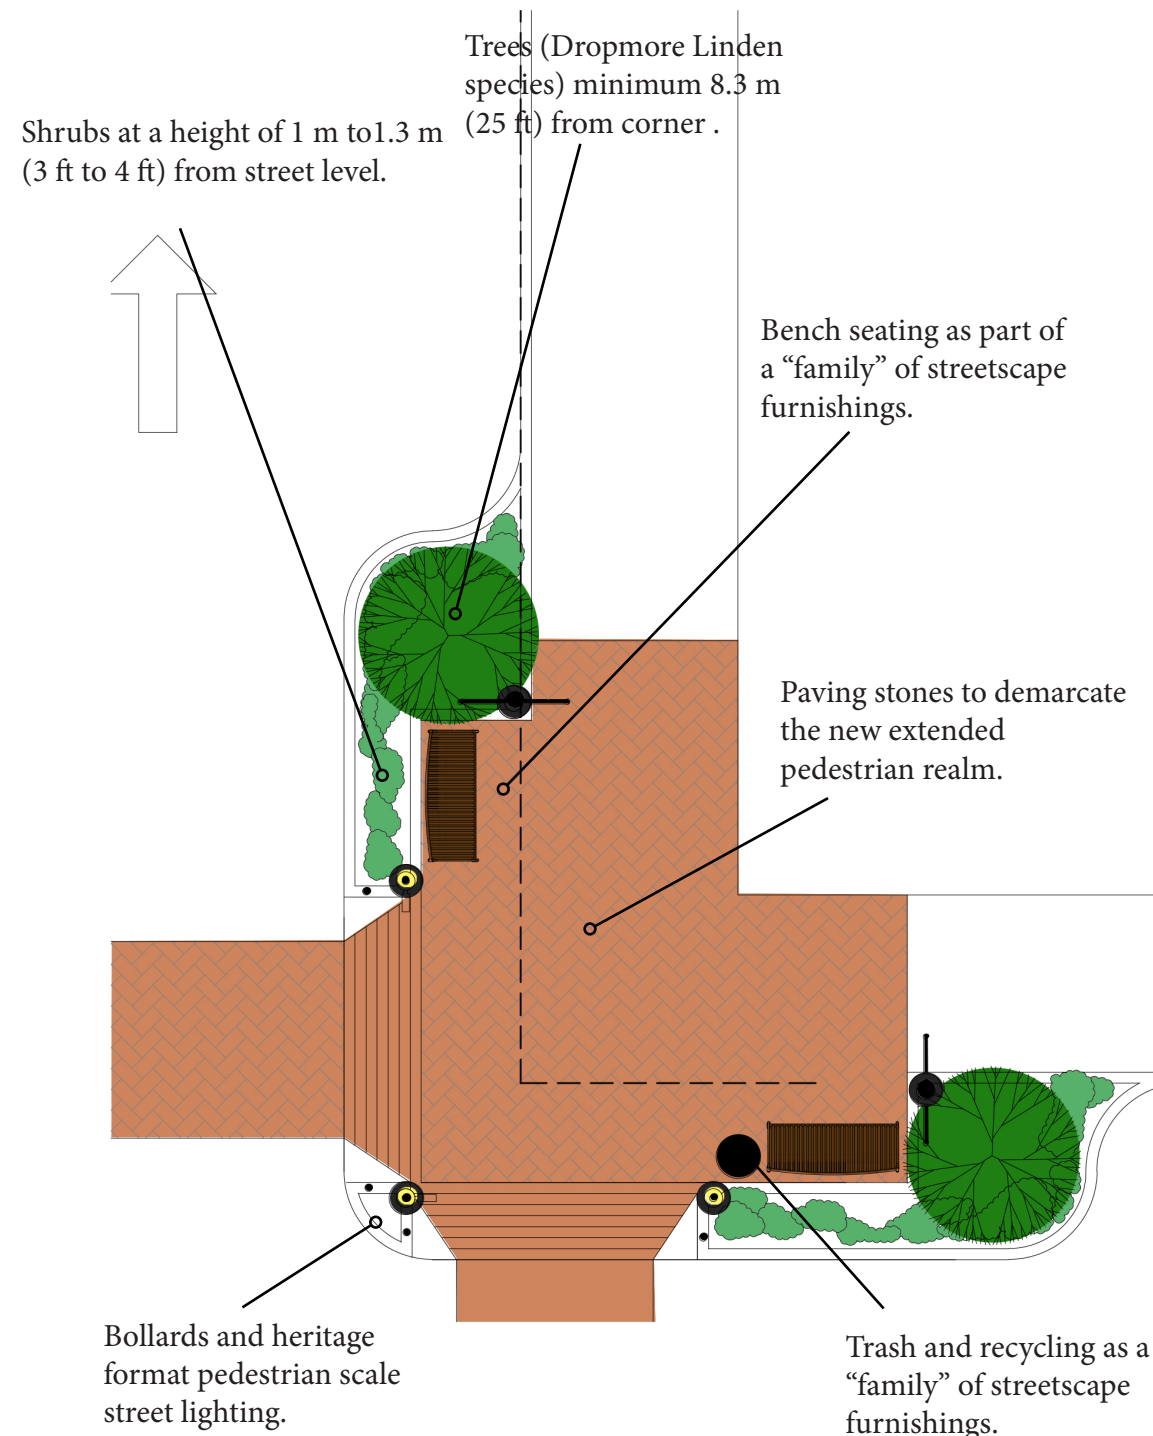 Trees (Dropmore Linden
species) minimum 8.3 m
(25 ft) from corner .
Shrubs at a height of 1 m to1.3 m
(3 ft to 4 ft) from street level.
Bench seating as part of
a “family” of streetscape
furnishings.
Paving stones to demarcate
the new extended
pedestrian realm.
Bollards and heritage
format pedestrian scale
street lighting.
Trash and recycling as a
“family” of streetscape
furnishings.